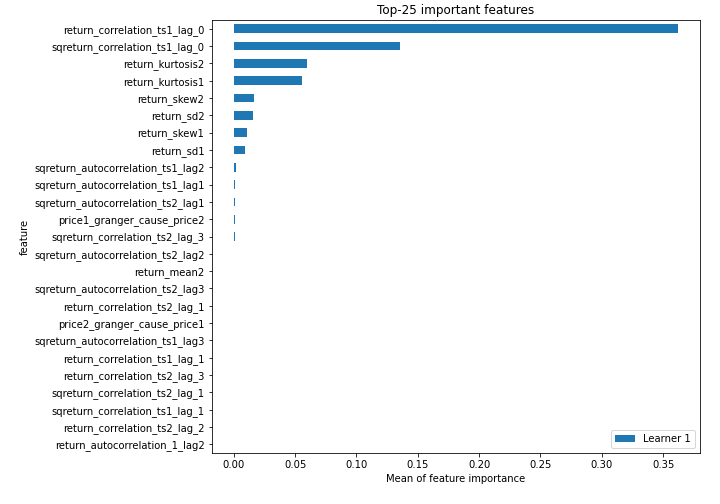 Top-25 important features
return_correlation_ts1_lag_0
sqreturn_correlation_ts1_lag_0
return_kurtosis2
return_kurtosis1
return_skew2
return_sd2
return_skew1
return_sd1
sqreturn_autocorrelation_ts1_lag2
sqreturn_autocorrelation_ts1_lag1
sqreturn_autocorrelation_ts2_lag1
price1_granger_cause_price2
sqreturn_correlation_ts2_lag_3
sqreturn_autocorrelation_ts2_lag2
return_mean2
sqreturn_autocorrelation_ts2_lag3
return_correlation_ts2_lag_1
price2_granger_cause_price1
sqreturn_autocorrelation_ts1_lag3
return_correlation_ts1_lag_1
return_correlation_ts2_lag_3
sqreturn_correlation_ts2_lag_1
sqreturn_correlation_ts1_lag_1
return_correlation_ts2_lag_2
return_autocorrelation_1_lag2
feature
Learner 1
0.00 0.05 0.10 0.15 0.20 0.25 0.30 0.35
Mean of feature importance